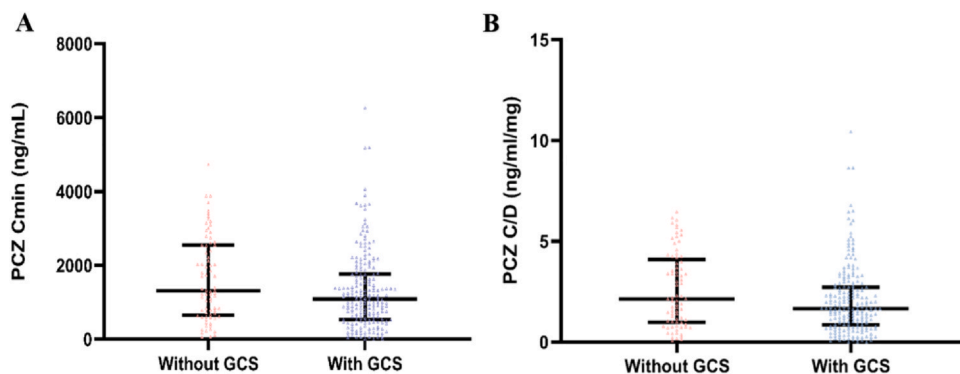 A
PCZ Cmin (ng/mL)
8000
6000
4000
2000
0
Without GCS
With GCS
B
PCZ C/D (ng/ml/mg)
15
10
5
0
Without GCS
With GCS